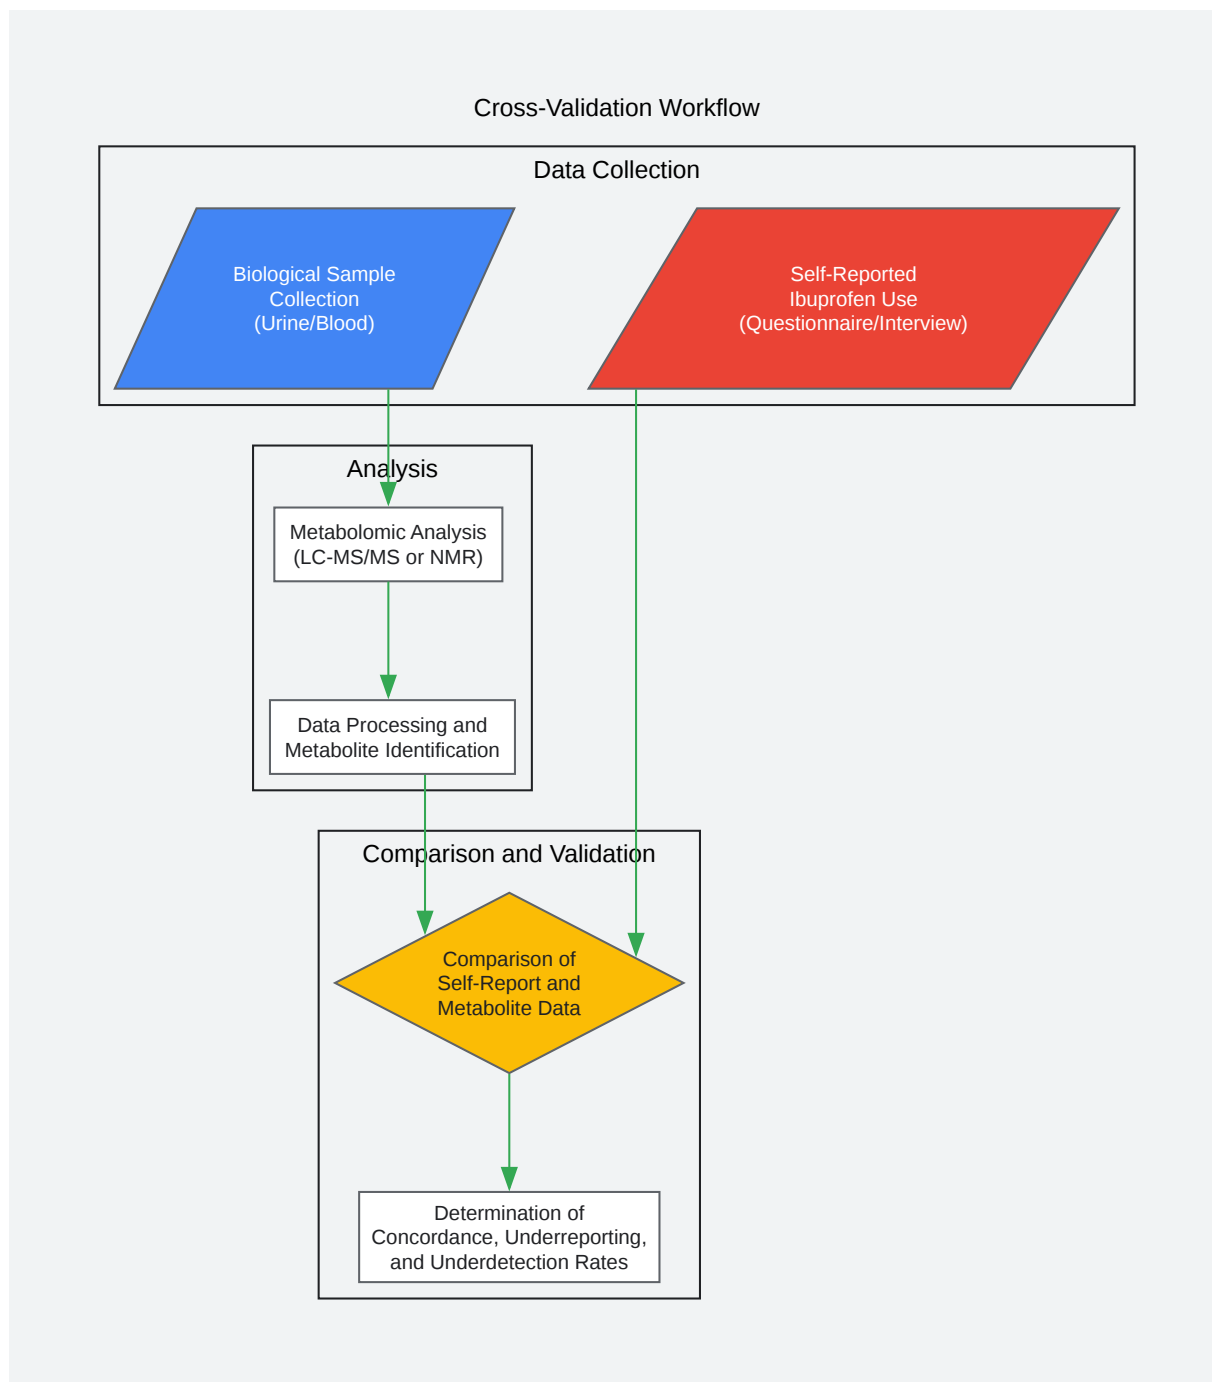 Cross-Validation Workflow
Data Collection
Biological Sample
Collection
(Urine/Blood)
Self-Reported
Ibuprofen Use
(Questionnaire/Interview)
Analysis
Metabolomic Analysis
(LC-MS/MS or NMR)
Data Processing and
Metabolite Identification
Comparison and Validation
Comparison of
Self-Report and
Metabolite Data
Determination of
Concordance, Underreporting,
and Underdetection Rates